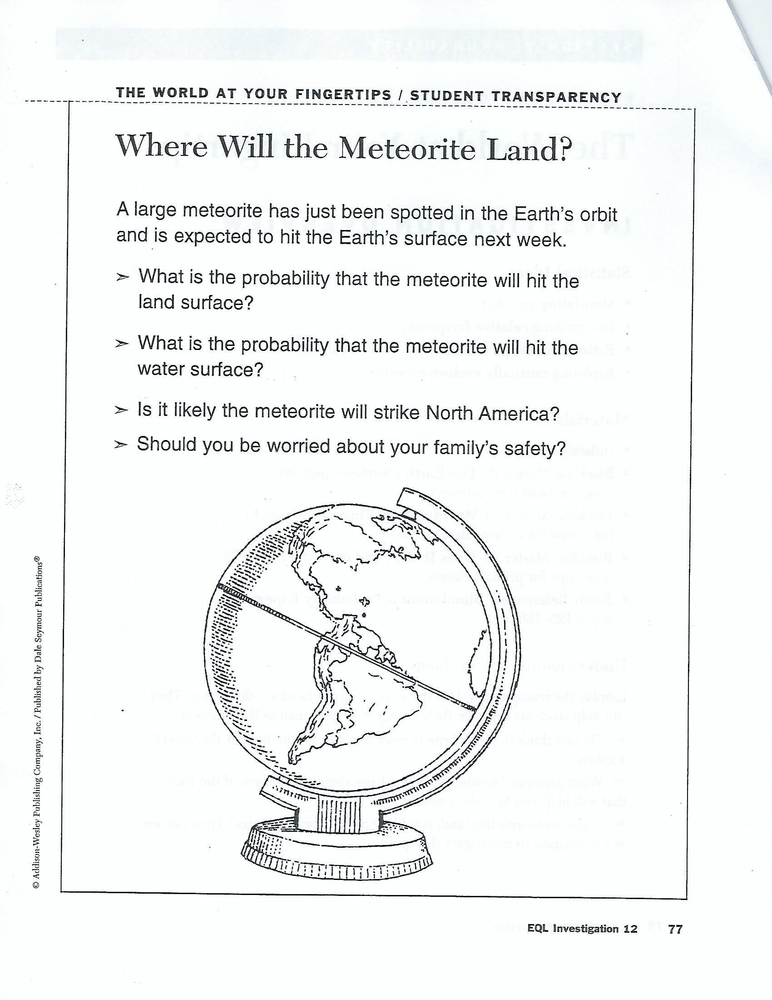 THE WORLD AT YOUR FINGERTIPS / STUDENT TRANSPARENCY
Where Will the Meteorite Land?
A large meteorite has just been spotted in the Earth's orbit
and is expected to hit the Earth's surface next week.
➤ What is the probability that the meteorite will hit the
land surface?
➤ What is the probability that the meteorite will hit the
water surface?
➤ Is it likely the meteorite will strike North America?
➤ Should you be worried about your family's safety?
© Addison-Wesley Publishing Company, Inc. / Published by Dale Seymour Publications®
EQL Investigation 12 77